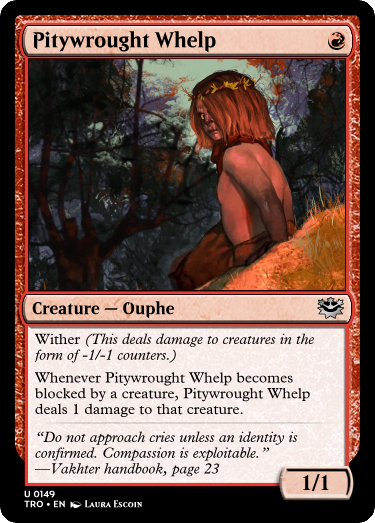 Pitywrought Whelp
Creature — Ouphe
Wither (This deals damage to creatures in the
form of -1/-1 counters.)
Whenever Pitywrought Whelp becomes
blocked by a creature, Pitywrought Whelp
deals 1 damage to that creature.
“Do not approach cries unless an identity is
confirmed. Compassion is exploitable.”
—Vakhter handbook, page 23
1/1
U 0149
TRO • EN Laura Escoin